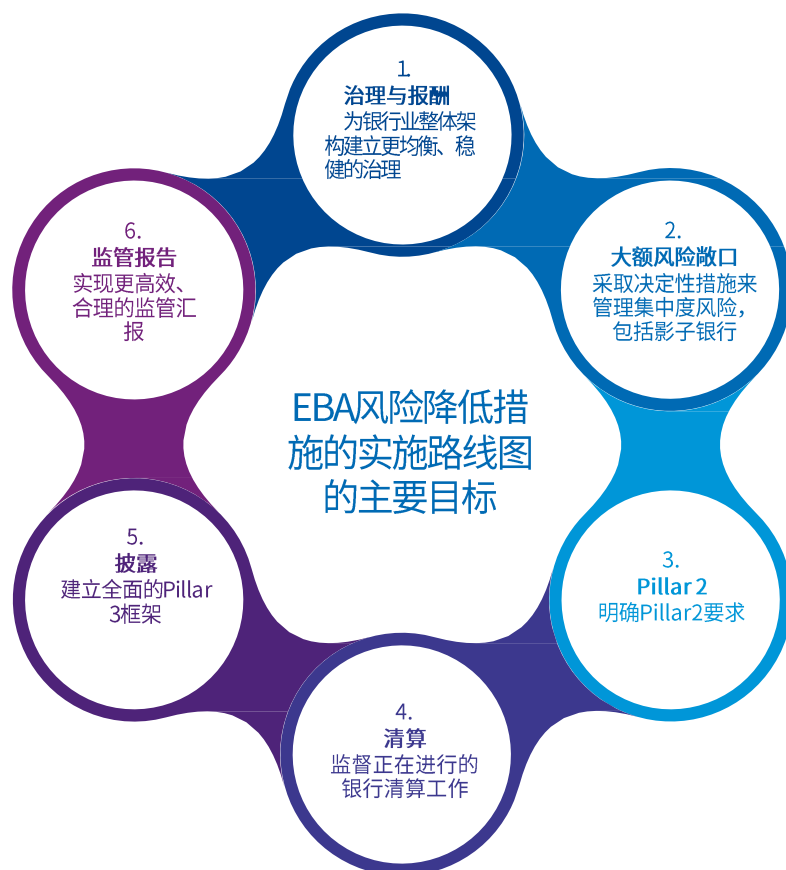 1.
治理与报酬
为银行业整体架
构建立更均衡、稳
健的治理
2.
大额风险敞口
采取决定性措施来
管理集中度风险，
包括影子银行
3.
Pillar 2
明确Pillar2要求
4.
清算
监督正在进行的
银行清算工作
5.
披露
建立全面的Pillar
3框架
6.
监管报告
实现更高效、
合理的监管汇
报
EBA风险降低措
施的实施路线图
的主要目标